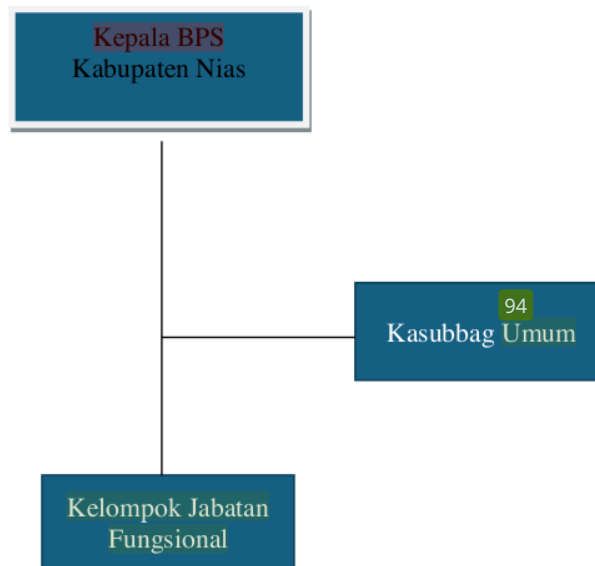 Kepala BPS
Kabupaten Nias
94
Kasubbag Umum
Kelompok Jabatan
Fungsional